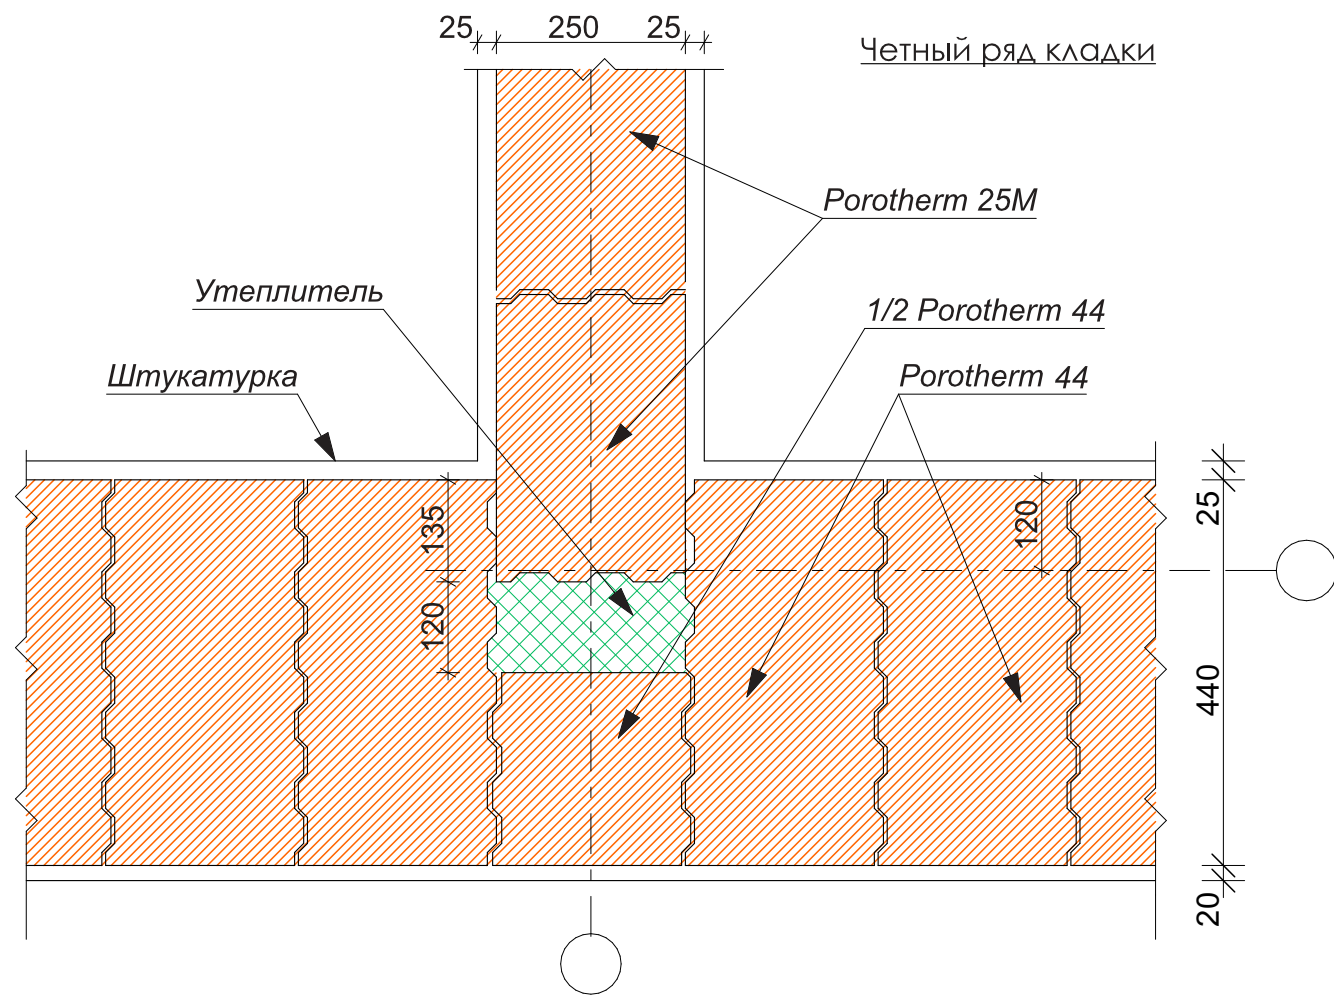 25 250 25
Четный ряд кладки
Porotherm 25М
Утеплитель
1/2 Porotherm 44
Штукатурка
Porotherm 44
135
120
120
25
440
20